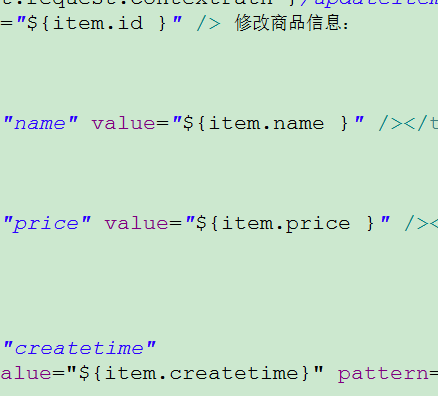 t.request.contextPath }/updateitem
="${item.id }" /> 修改商品信息:
"name" value="${item.name }" /></t
"price" value="${item.price }" /><
"createtime"
alue="${item.createtime}" pattern=